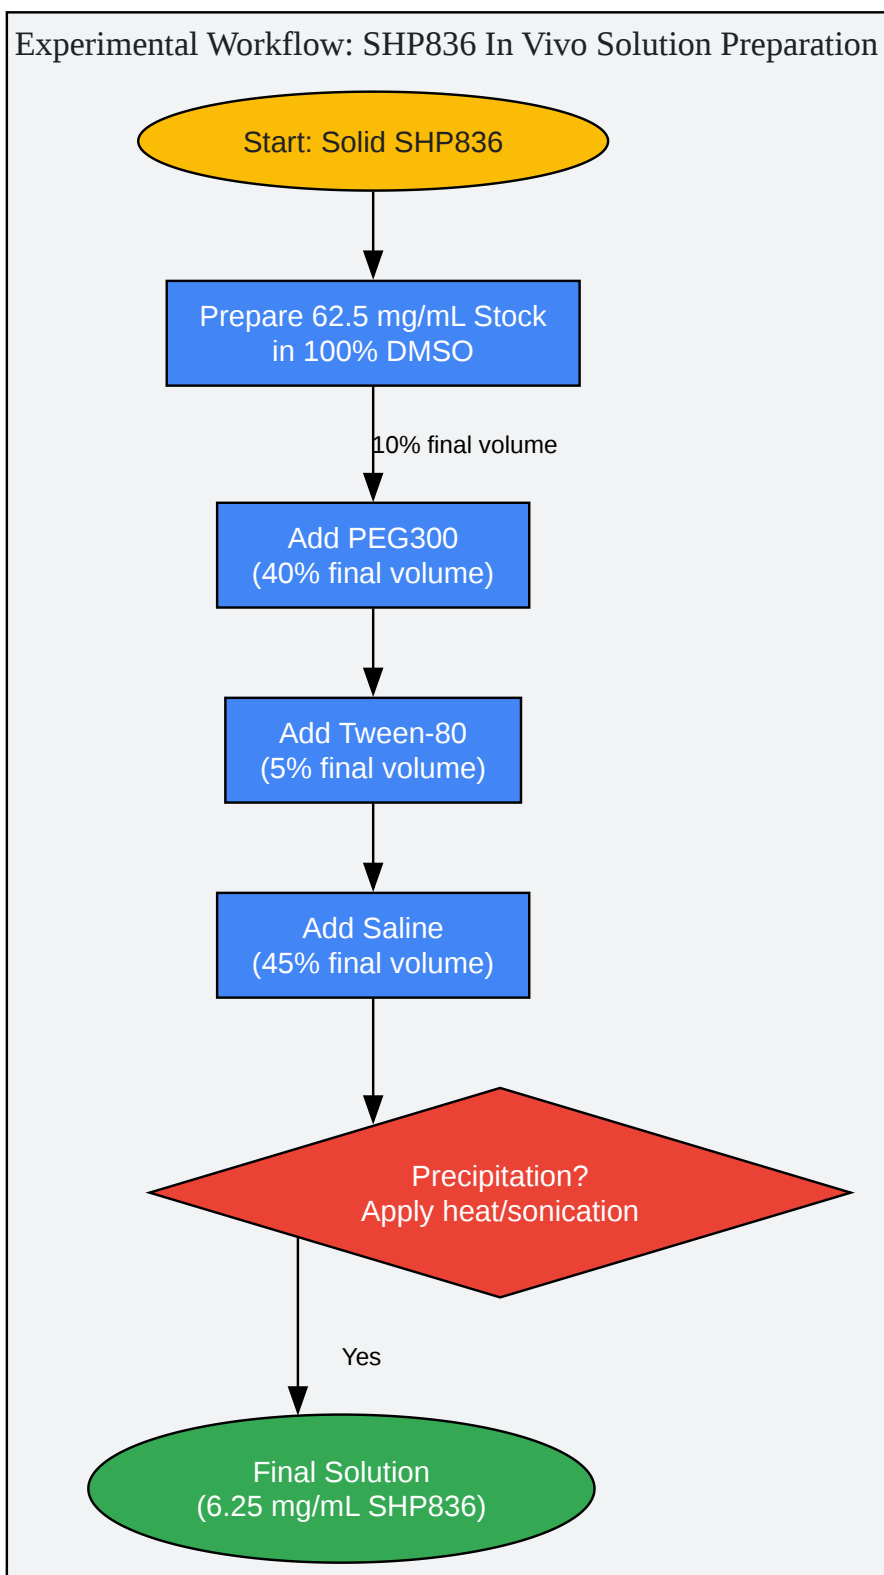 Experimental Workflow: SHP836 In Vivo Solution Preparation
Start: Solid SHP836
Prepare 62.5 mg/mL Stock
in 100% DMSO
10% final volume
Add PEG300
(40% final volume)
Add Tween-80
(5% final volume)
Add Saline
(45% final volume)
Precipitation?
Apply heat/sonication
Yes
Final Solution
(6.25 mg/mL SHP836)